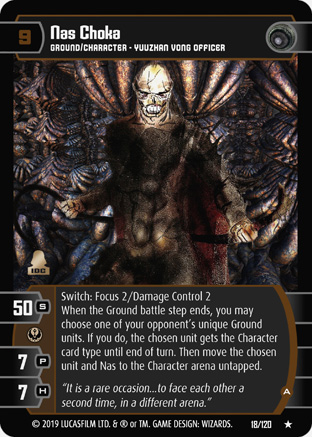 9
Nas Choka
GROUND/CHARACTER - YUUZHAN VONG OFFICER
IDC
50 S
7 P
7 H
Switch: Focus 2/Damage Control 2
When the Ground battle step ends, you may
choose one of your opponent's unique Ground
units. If you do, the chosen unit gets the Character
card type until end of turn. Then move the chosen
unit and Nas to the Character arena untapped.
"It is a rare occasion...to face each other a
second time, in a different arena."
A
© 2019 LUCASFILM LTD. & ® or TM. GAME DESIGN: WIZARDS.
18/120